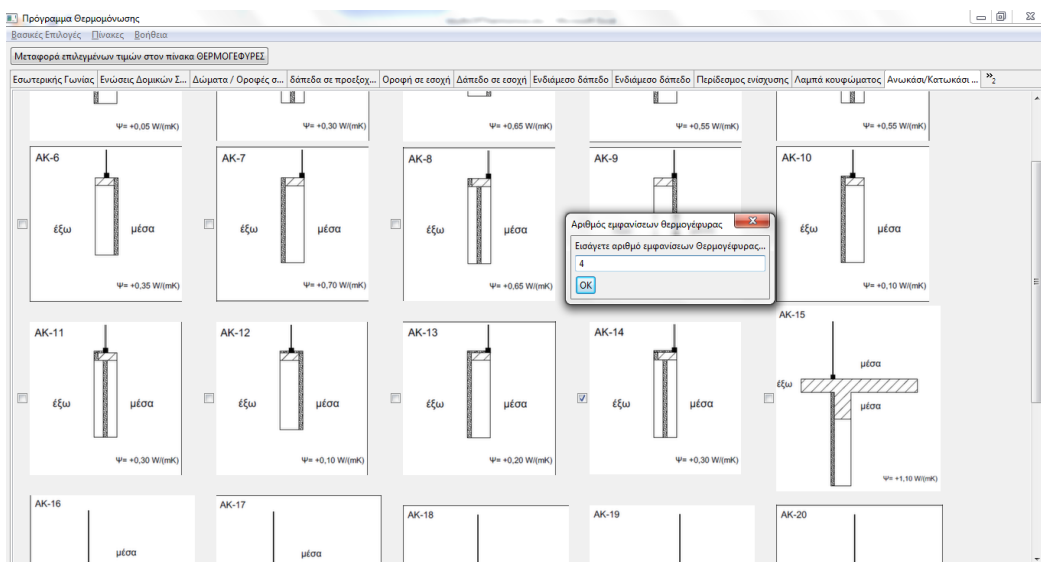 Πρόγραμμα Θερμομόνωσης
Βασικές Επιλογές Πίνακες Βοήθεια
Μεταφορά επιλεγμένων τιμών στον πίνακα ΘΕΡΜΟΓΕΦΥΡΕΣ
Εσωτερικής Γωνίας Ενώσεις Δομικών Σ... Δώματα / Οροφές σ... δάπεδα σε προεξοχ... Οροφή σε εσοχή Δάπεδο σε εσοχή Ενδιάμεσο δάπεδο Ενδιάμεσο δάπεδο Περίδεσμος ενίσχυσης Λαμπά κουφώματος Ανωκάσι/Κατωκάσι ... »2
Ψ= +0,05 W/(mK) Ψ= +0,30 W/(mK) Ψ= +0,65 W/(mK) Ψ= +0,55 W/(mK) Ψ= +0,55 W/(mK)
AK-6 AK-7 AK-8 AK-9 AK-10
έξω μέσα έξω μέσα έξω μέσα έξω μέσα
Ψ= +0,35 W/(mK) Ψ= +0,70 W/(mK) Ψ= +0,65 W/(mK) Ψ= +0,10 W/(mK)
Αριθμός εμφανίσεων θερμογέφυρας
Εισάγετε αριθμό εμφανίσεων Θερμογέφυρας...
4
OK
AK-11 AK-12 AK-13 AK-14 AK-15
έξω μέσα έξω μέσα έξω μέσα έξω μέσα έξω μέσα
μέσα
Ψ= +0,30 W/(mK) Ψ= +0,10 W/(mK) Ψ= +0,20 W/(mK) Ψ= +0,30 W/(mK) Ψ= +1,10 W/(mK)
AK-16 AK-17 AK-18 AK-19 AK-20
μέσα μέσα